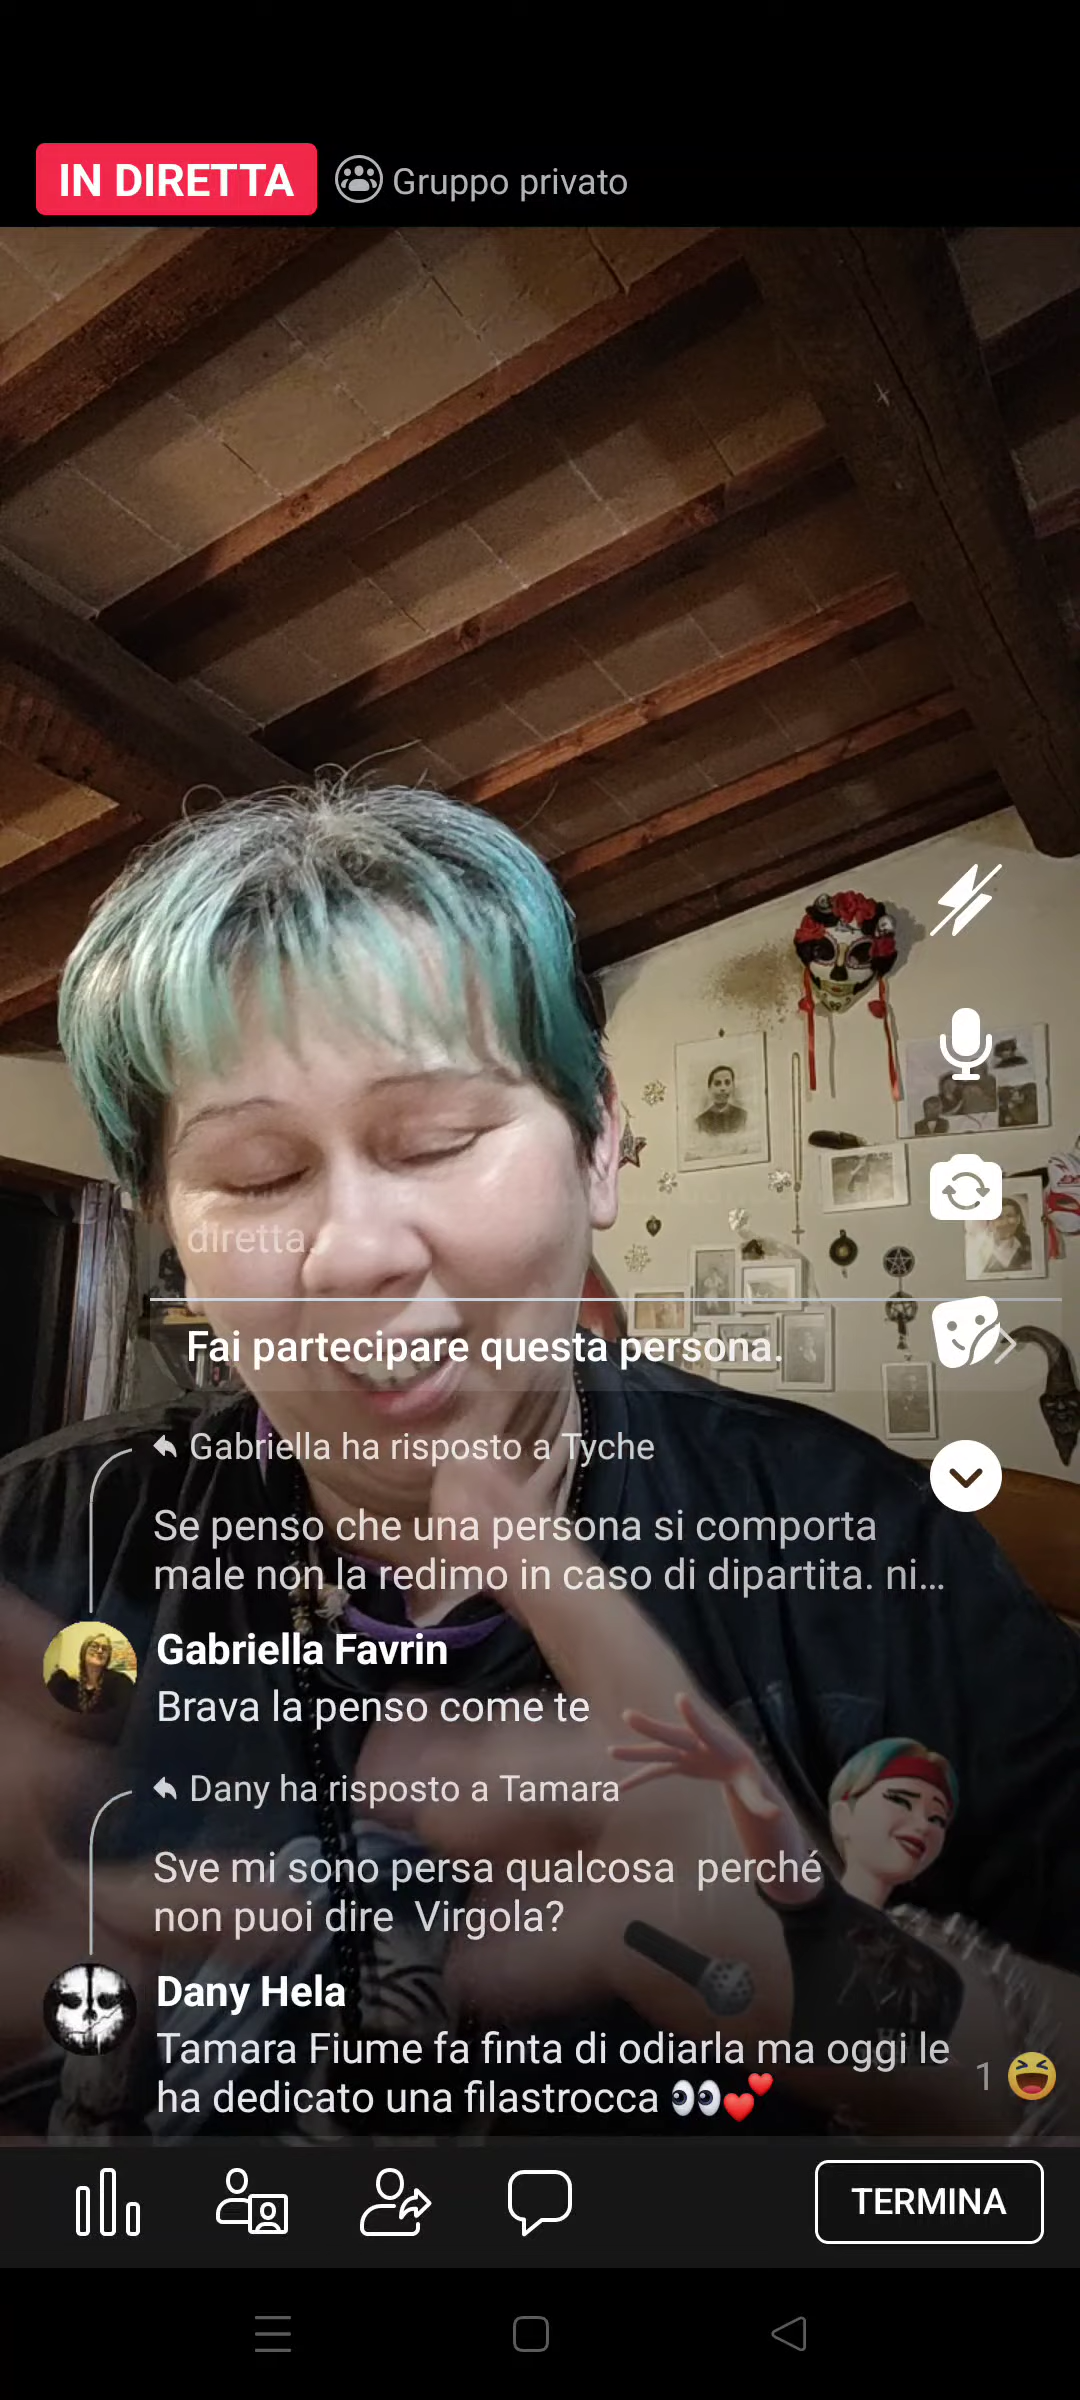 IN DIRETTA
Gruppo privato
diretta.
Fai partecipare questa persona.
Gabriella ha risposto a Tyche
Se penso che una persona si comporta
male non la redimo in caso di dipartita. ni...
Gabriella Favrin
Brava la penso come te
Dany ha risposto a Tamara
Sve mi sono persa qualcosa perché
non puoi dire Virgola?
Dany Hela
Tamara Fiume fa finta di odiarla ma oggi le
ha dedicato una filastrocca 👀💕
1 😆
TERMINA